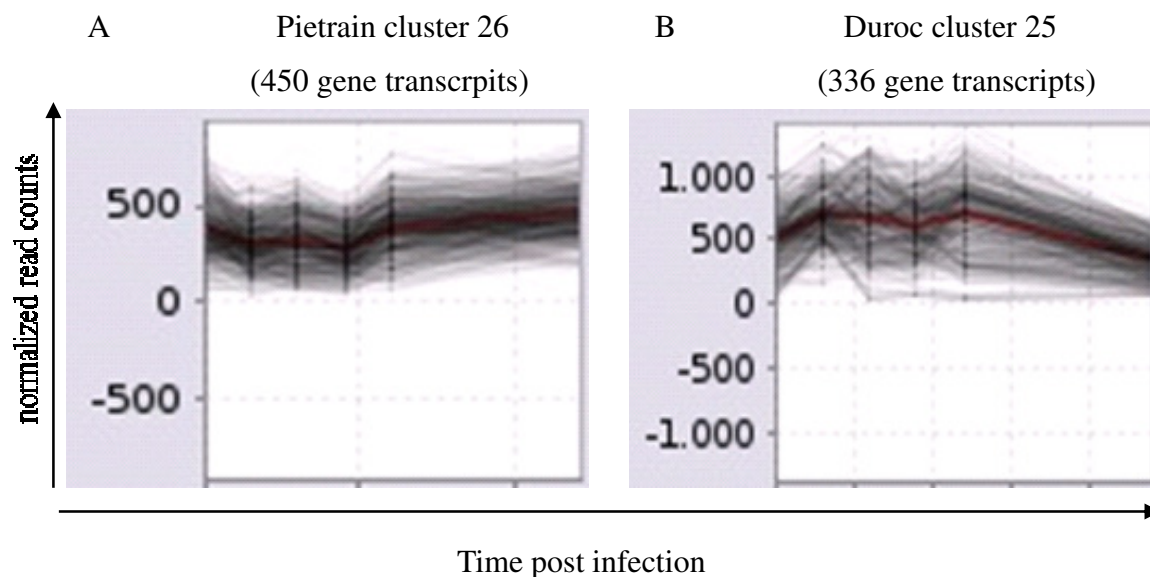 A
Pietrain cluster 26
(450 gene transcrpits)
B
Duroc cluster 25
(336 gene transcripts)
normalized read counts
500
0
-500
1.000
500
0
-500
-1.000
Time post infection